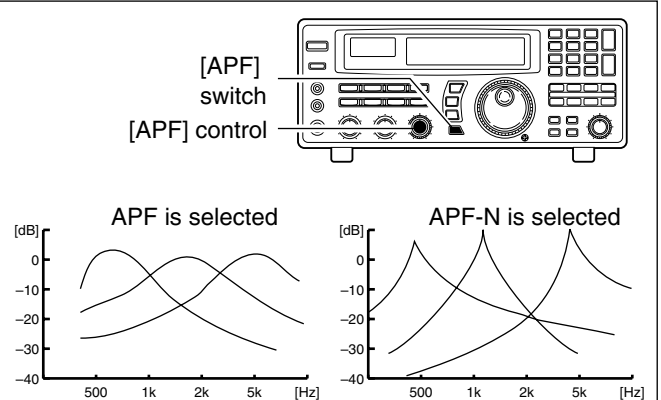 [APF]
switch
[APF] control
APF is selected
[dB]
0
–10
–20
–30
–40
500 1k 2k 5k [Hz]
APF-N is selected
[dB]
0
–10
–20
–30
–40
500 1k 2k 5k [Hz]